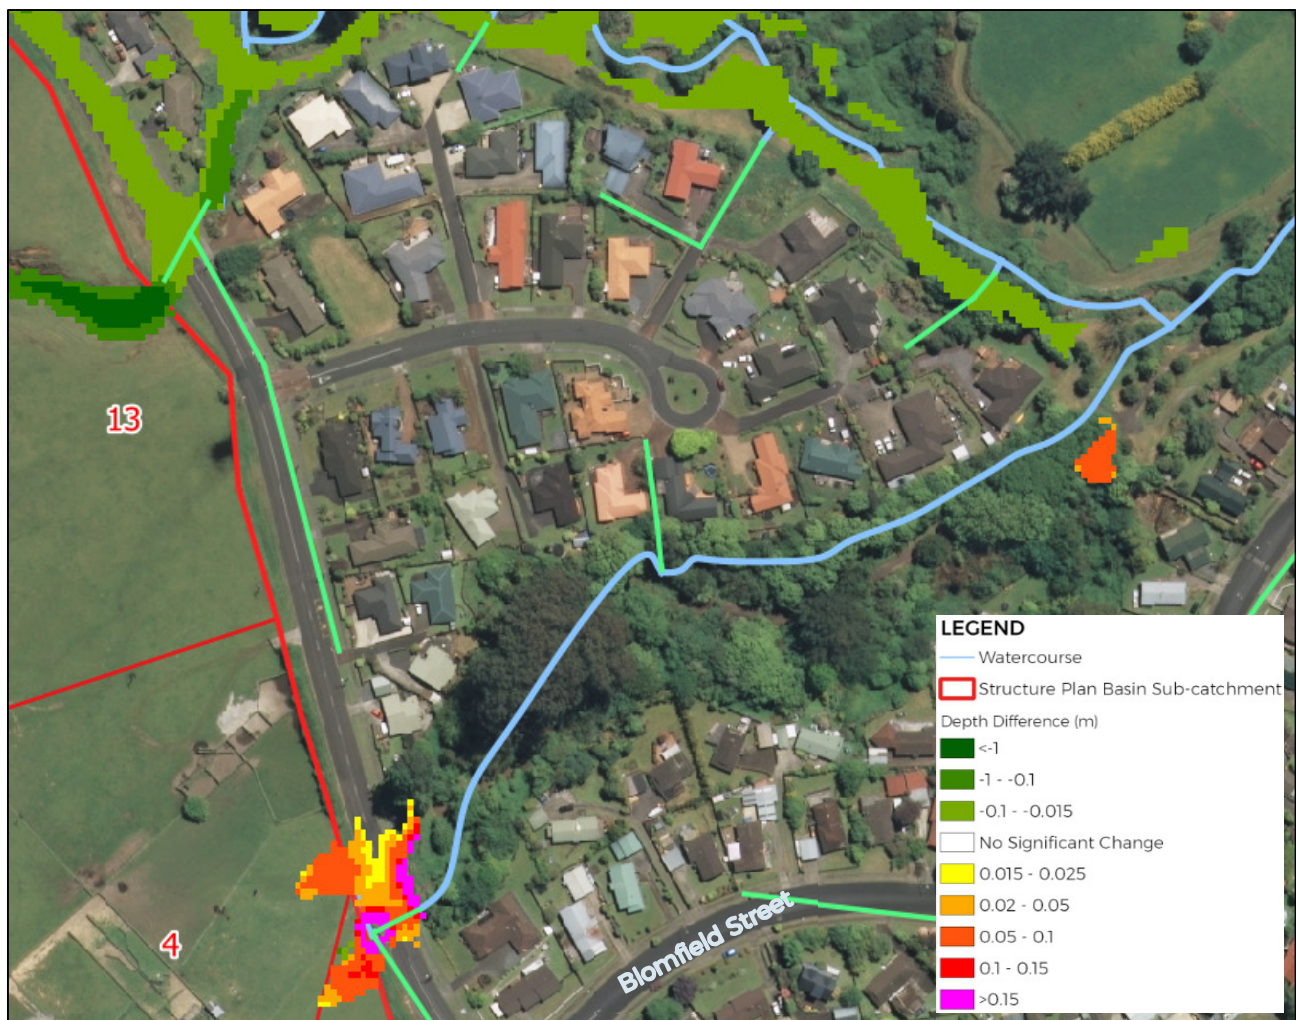 13
LEGEND
Watercourse
Structure Plan Basin Sub-catchment
Depth Difference (m)
<-1
-1 - -0.1
-0.1 - -0.015
No Significant Change
0.015 - 0.025
0.02 - 0.05
0.05 - 0.1
0.1 - 0.15
>0.15
Blomfield Street
4